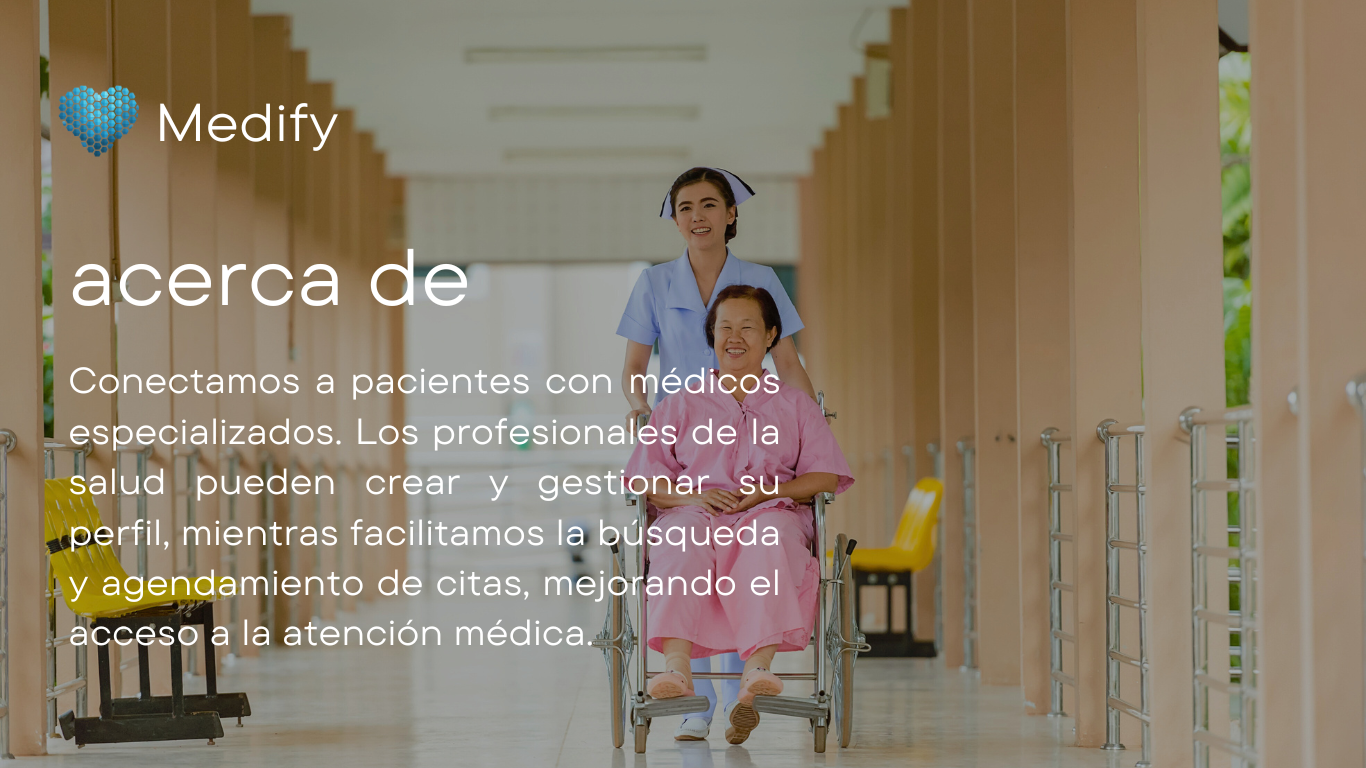 Medify
acerca de
Conectamos a pacientes con médicos
especializados. Los profesionales de la
salud pueden crear y gestionar su
perfil, mientras facilitamos la búsqueda
y agendamiento de citas, mejorando el
acceso a la atención médica.